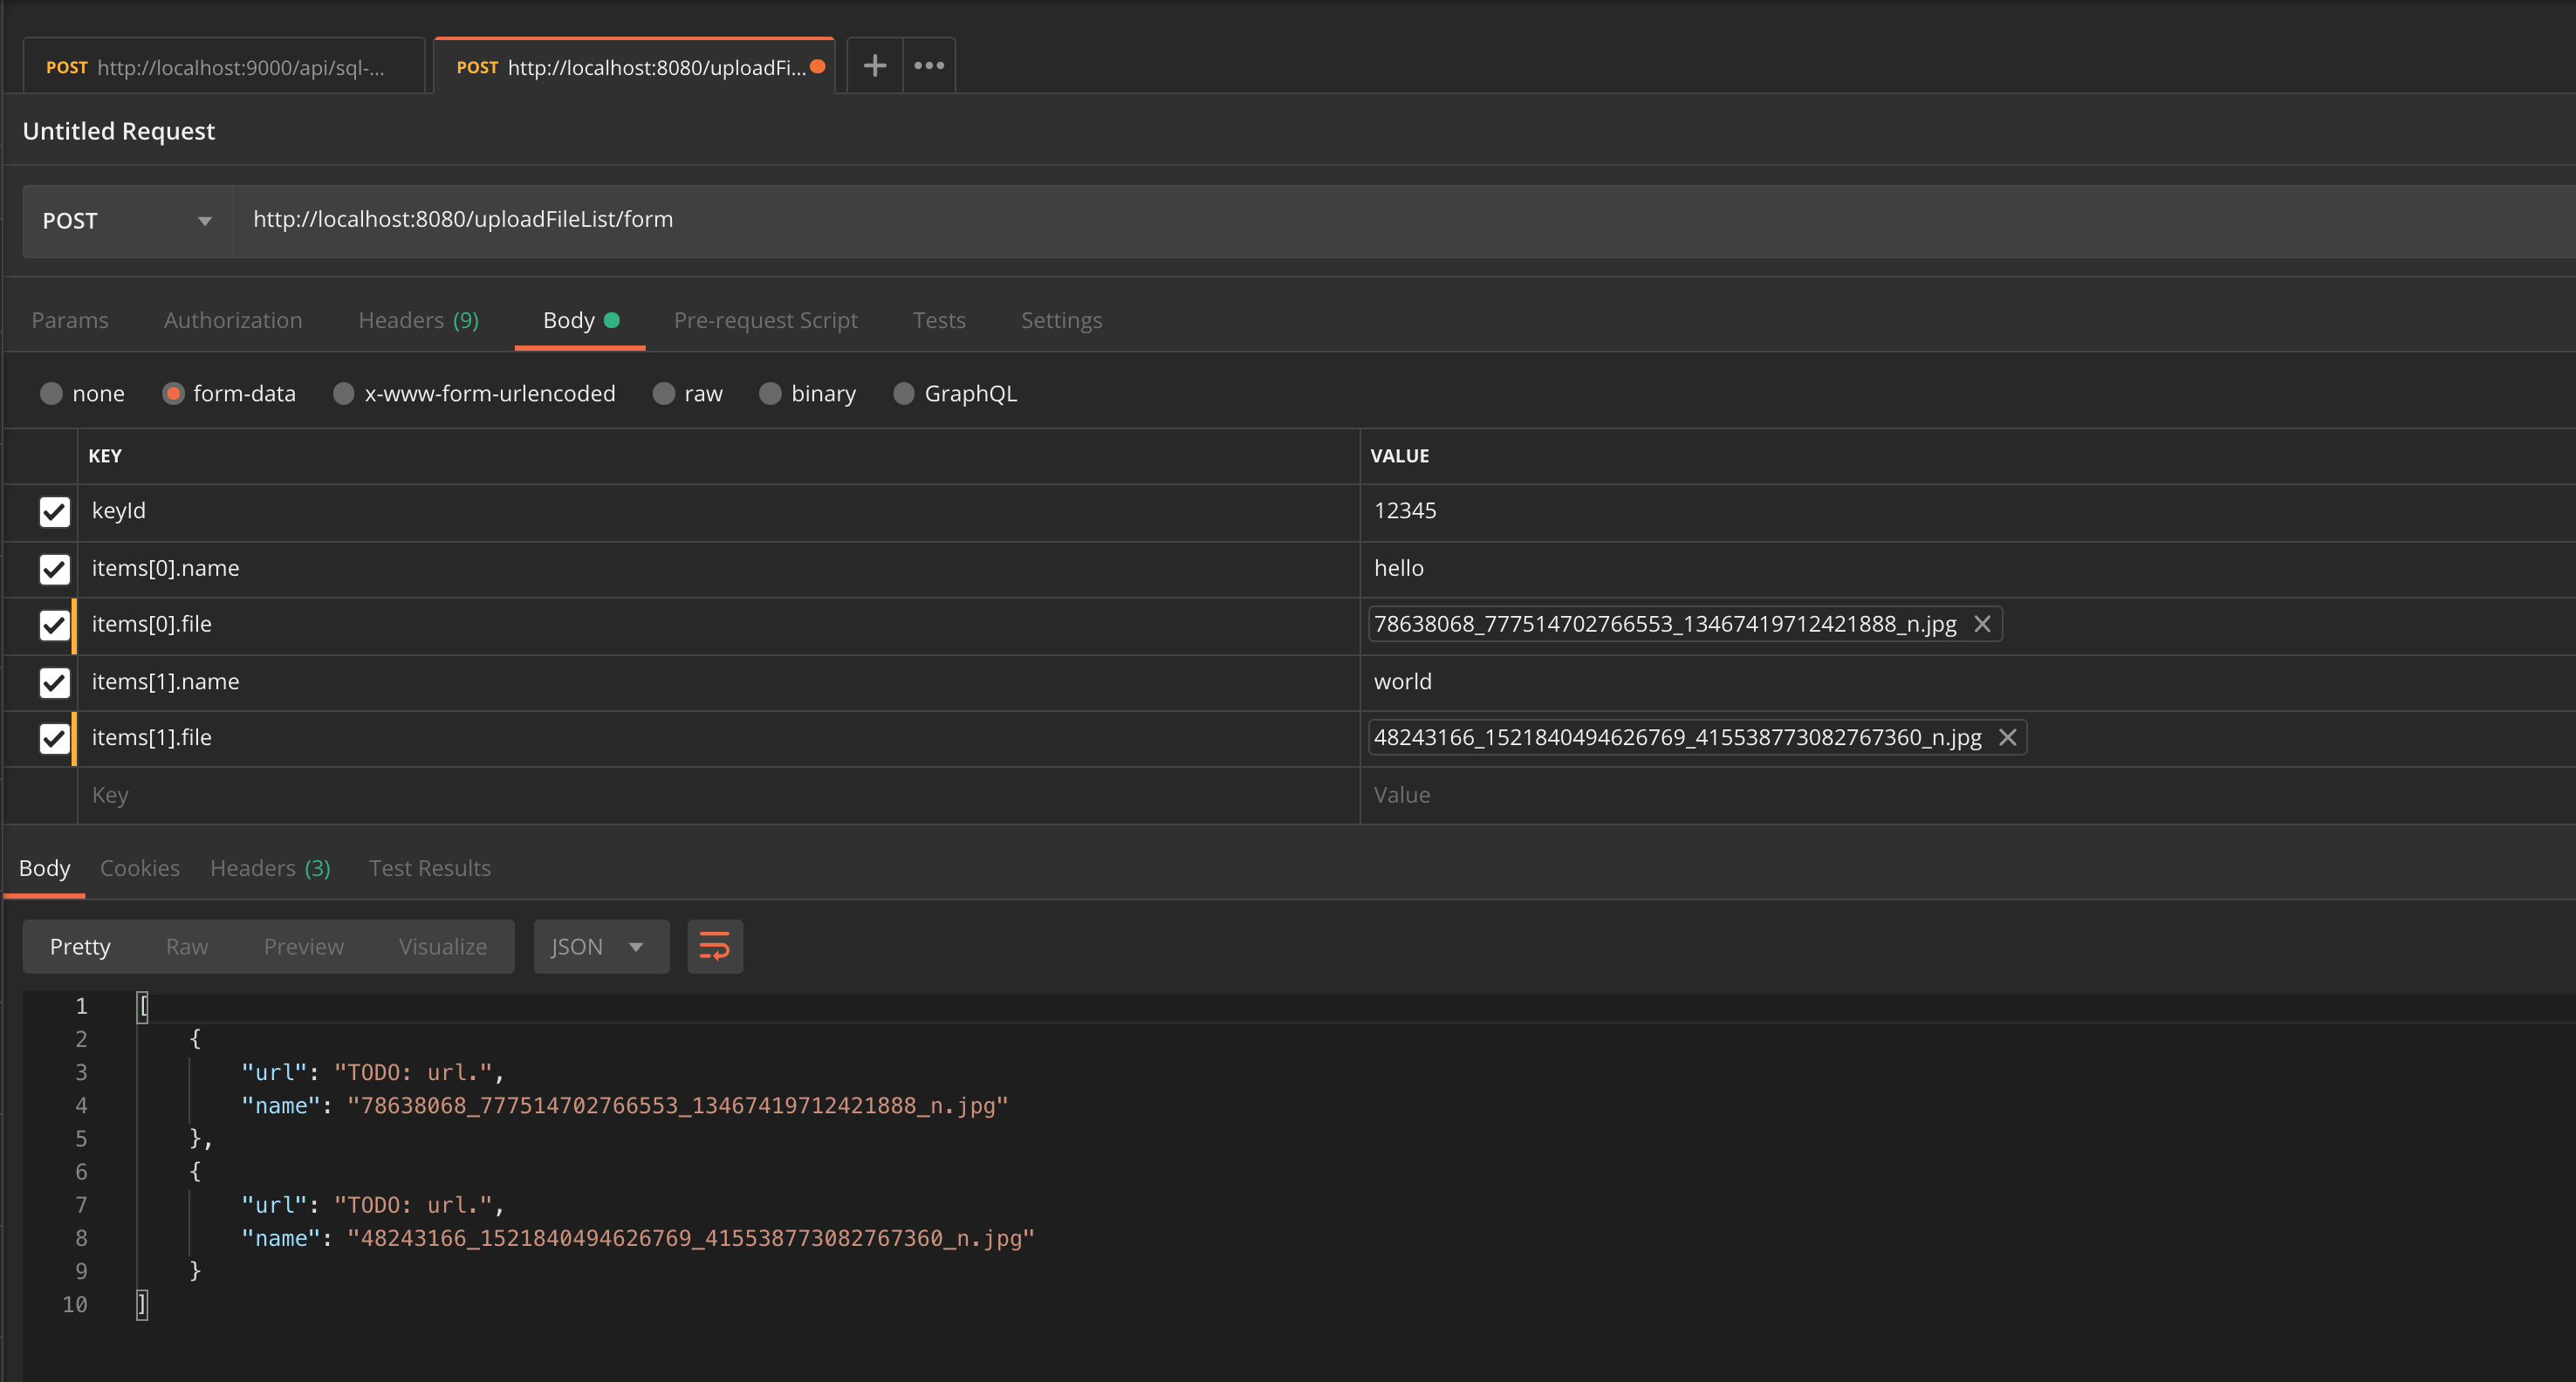 POST http://localhost:9000/api/sql-... POST http://localhost:8080/uploadFi...
Untitled Request
POST http://localhost:8080/uploadFileList/form
Params Authorization Headers (9) Body Pre-request Script Tests Settings
none form-data x-www-form-urlencoded raw binary GraphQL
KEY VALUE
keyId 12345
items[0].name hello
items[0].file 78638068_777514702766553_13467419712421888_n.jpg
items[1].name world
items[1].file 48243166_1521840494626769_415538773082767360_n.jpg
Key Value
Body Cookies Headers (3) Test Results
Pretty Raw Preview Visualize JSON
1 [
2 {
3 "url": "TODO: url.",
4 "name": "78638068_777514702766553_13467419712421888_n.jpg"
5 },
6 {
7 "url": "TODO: url.",
8 "name": "48243166_1521840494626769_415538773082767360_n.jpg"
9 }
10 ]